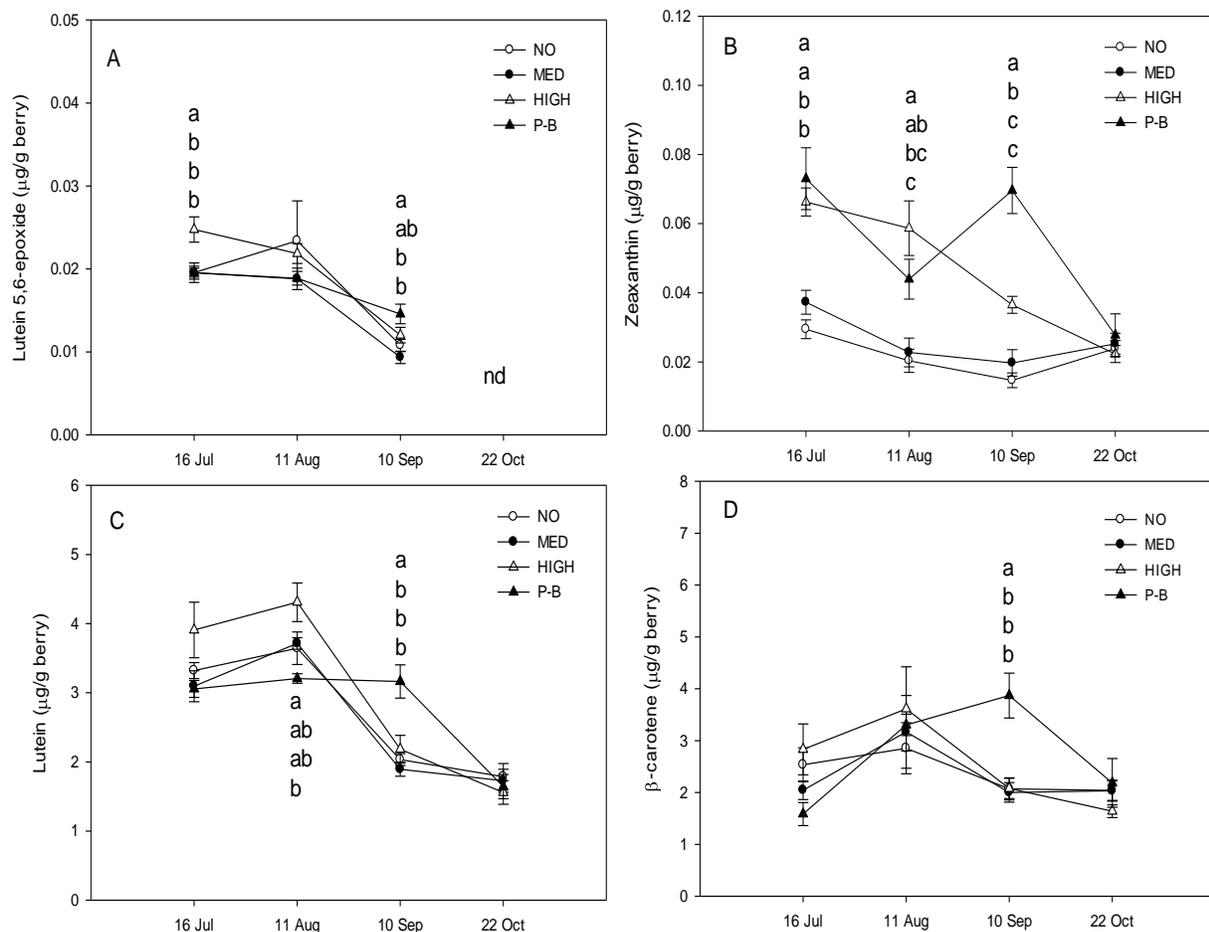 A
Lutein 5,6-epoxide (μg/g berry)
0.05
0.04
0.03
0.02
0.01
0.00
NO
MED
HIGH
P-B
a
b
b
b
a
ab
b
b
nd
16 Jul
11 Aug
10 Sep
22 Oct
B
Zeaxanthin (μg/g berry)
0.12
0.10
0.08
0.06
0.04
0.02
0.00
NO
MED
HIGH
P-B
a
a
b
b
a
ab
bc
c
a
b
c
c
16 Jul
11 Aug
10 Sep
22 Oct
C
Lutein (μg/g berry)
6
5
4
3
2
1
0
NO
MED
HIGH
P-B
a
ab
ab
b
a
b
b
b
16 Jul
11 Aug
10 Sep
22 Oct
D
β-carotene (μg/g berry)
8
7
6
5
4
3
2
1
0
NO
MED
HIGH
P-B
a
b
b
b
16 Jul
11 Aug
10 Sep
22 Oct